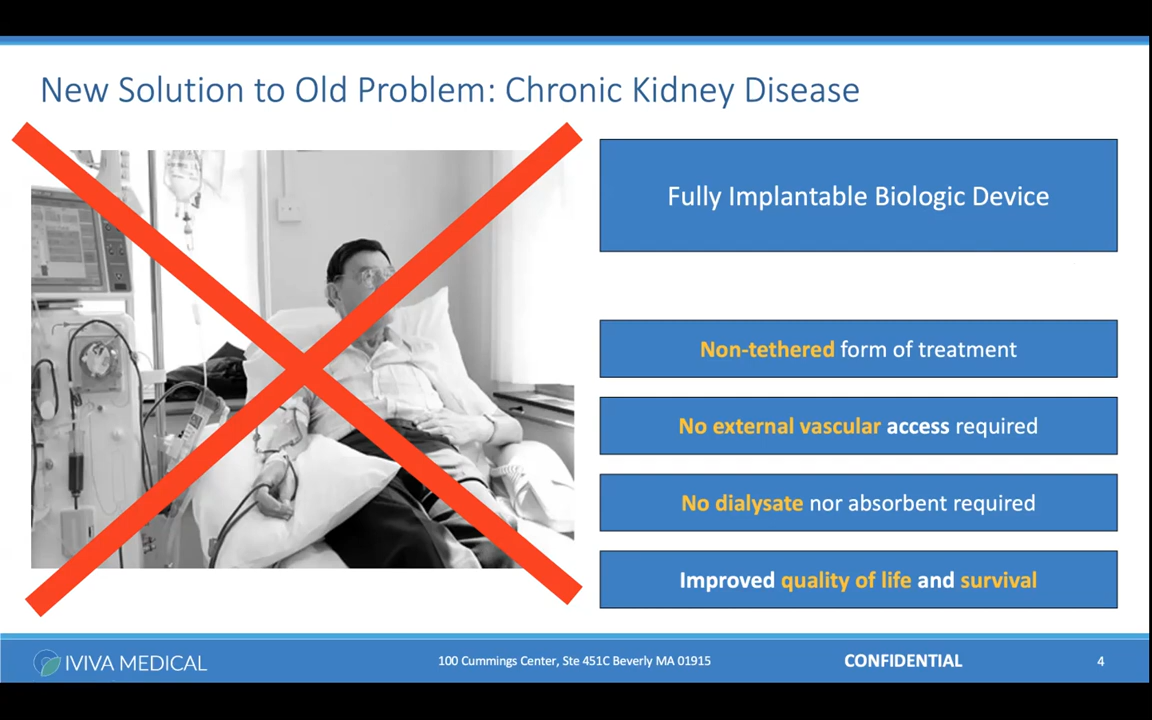 New Solution to Old Problem: Chronic Kidney Disease
Fully Implantable Biologic Device
Non-tethered form of treatment
No external vascular access required
No dialysate nor absorbent required
Improved quality of life and survival
IVIVA MEDICAL
100 Cummings Center, Ste 451C Beverly MA 01915
CONFIDENTIAL
4